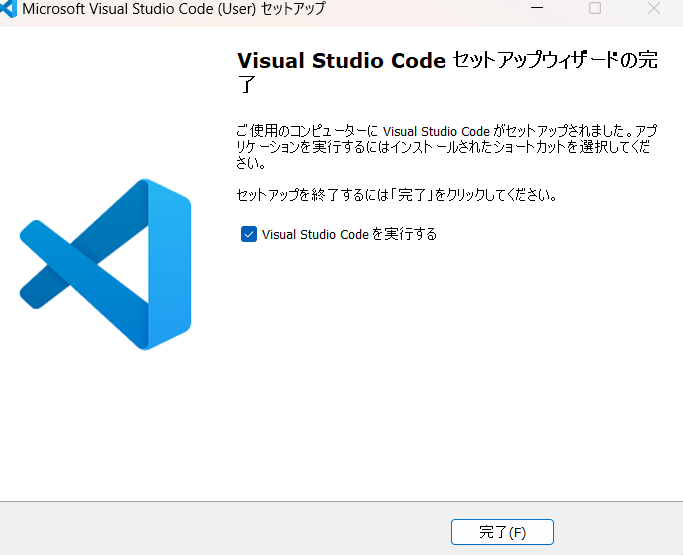 Microsoft Visual Studio Code (User) セットアップ
Visual Studio Code セットアップウィザードの完
了
ご使用のコンピューターに Visual Studio Code がセットアップされました。アプ
リケーションを実行するにはインストールされたショートカットを選択してくだ
さい。
セットアップを終了するには「完了」をクリックしてください。
Visual Studio Code を実行する
完了(F)